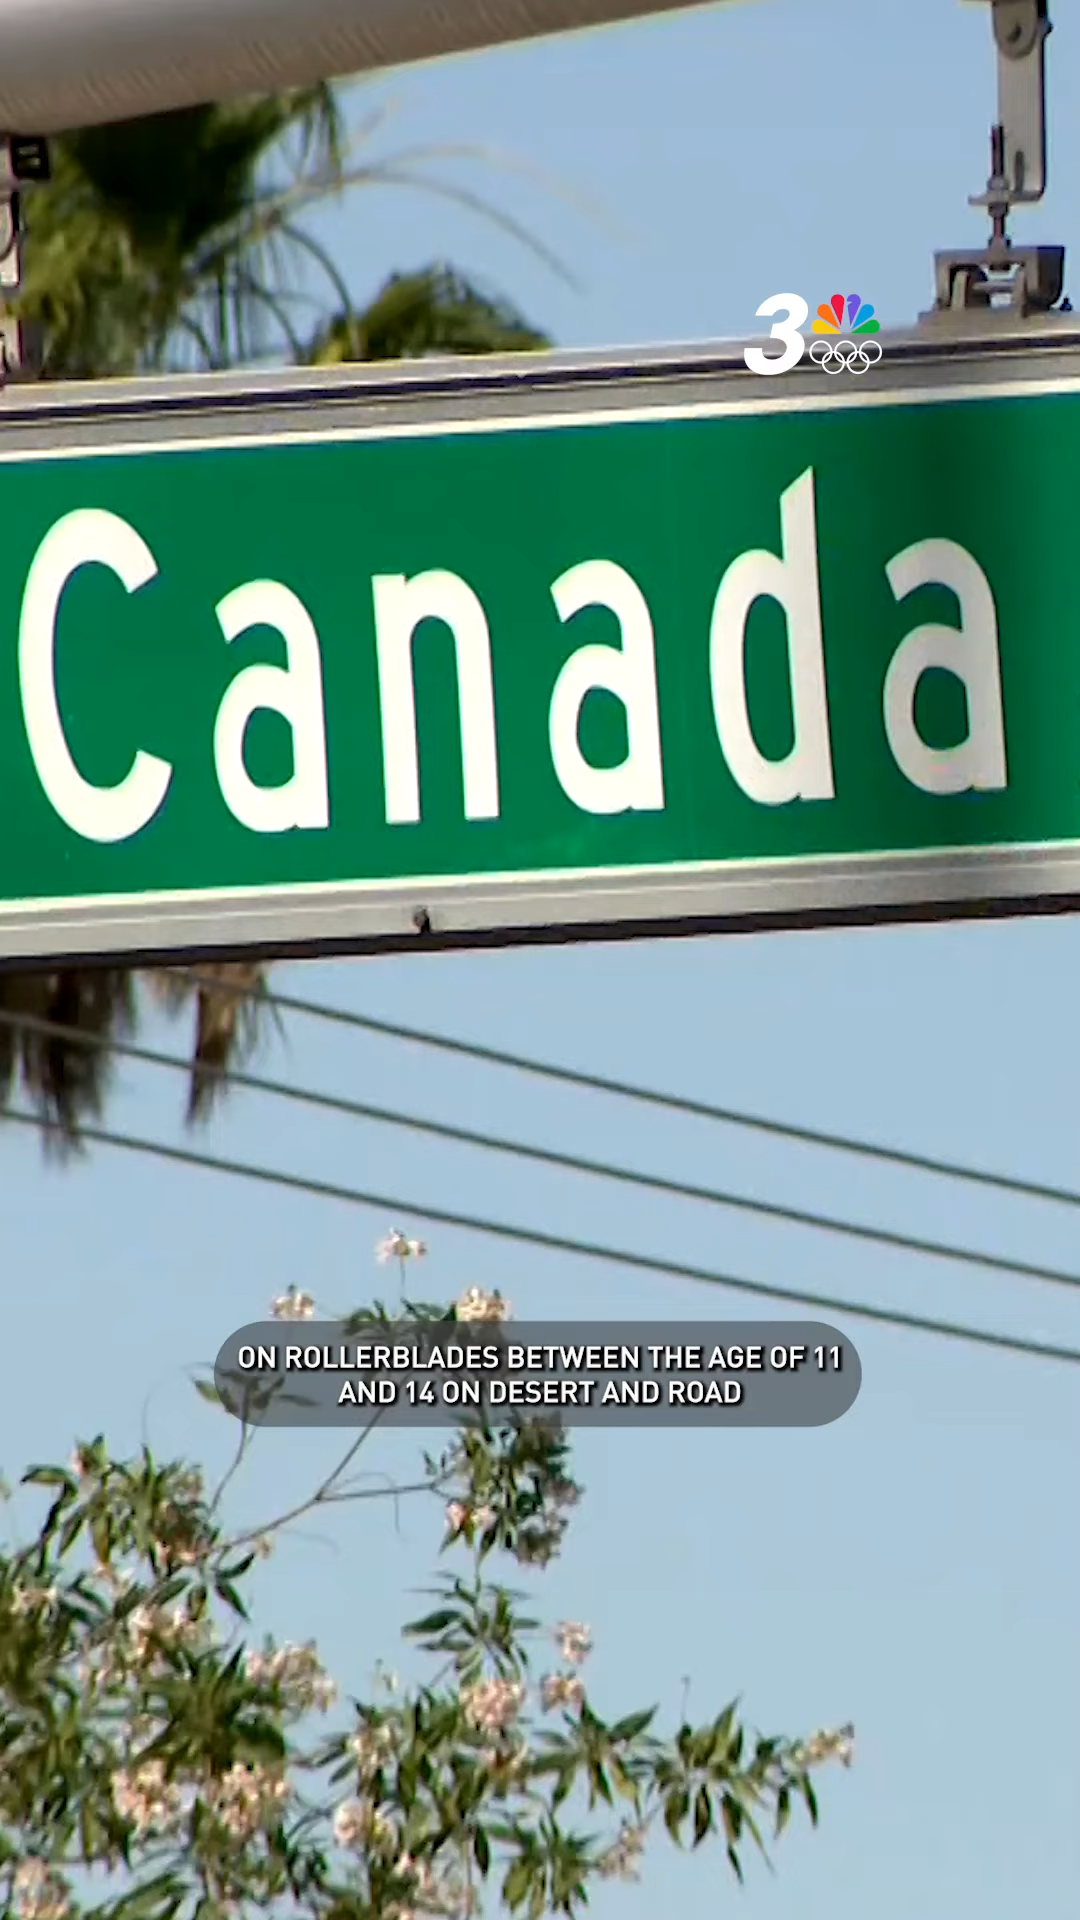 3
Canada
ON ROLLERBLADES BETWEEN THE AGE OF 11
AND 14 ON DESERT AND ROAD